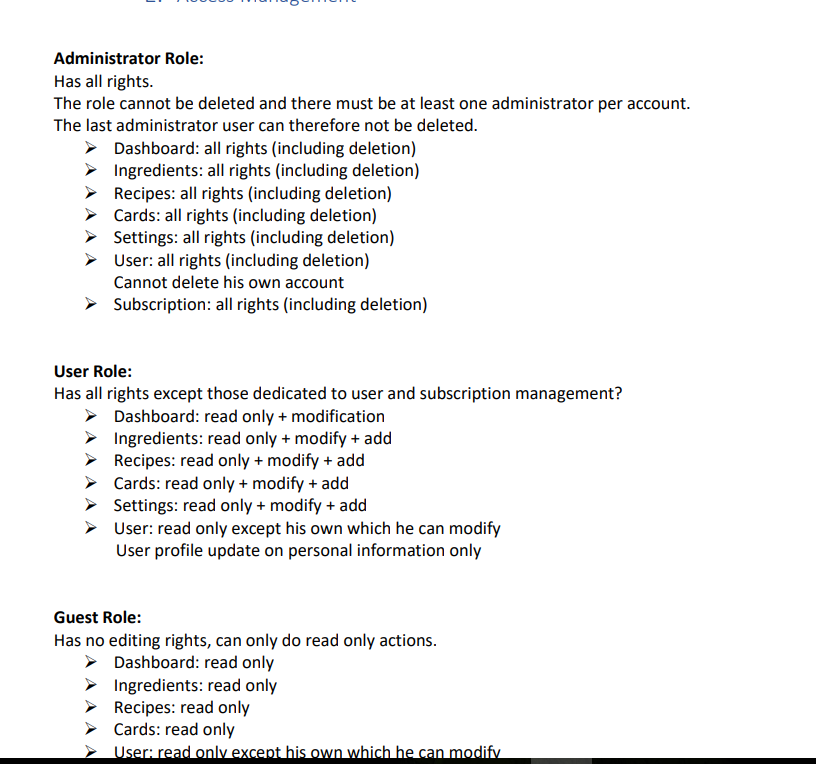 2. Access Management
Administrator Role:
Has all rights.
The role cannot be deleted and there must be at least one administrator per account.
The last administrator user can therefore not be deleted.
➢ Dashboard: all rights (including deletion)
➢ Ingredients: all rights (including deletion)
➢ Recipes: all rights (including deletion)
➢ Cards: all rights (including deletion)
➢ Settings: all rights (including deletion)
➢ User: all rights (including deletion)
Cannot delete his own account
➢ Subscription: all rights (including deletion)
User Role:
Has all rights except those dedicated to user and subscription management?
➢ Dashboard: read only + modification
➢ Ingredients: read only + modify + add
➢ Recipes: read only + modify + add
➢ Cards: read only + modify + add
➢ Settings: read only + modify + add
➢ User: read only except his own which he can modify
User profile update on personal information only
Guest Role:
Has no editing rights, can only do read only actions.
➢ Dashboard: read only
➢ Ingredients: read only
➢ Recipes: read only
➢ Cards: read only
➢ User: read only except his own which he can modify